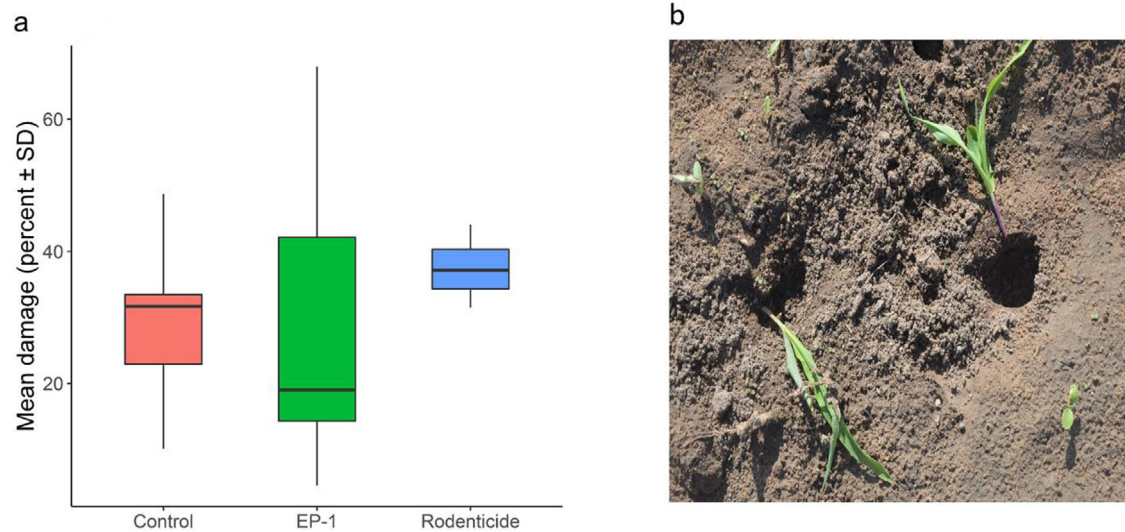 a
b
Mean damage (percent ± SD)
60
40
20
Control EP-1 Rodenticide